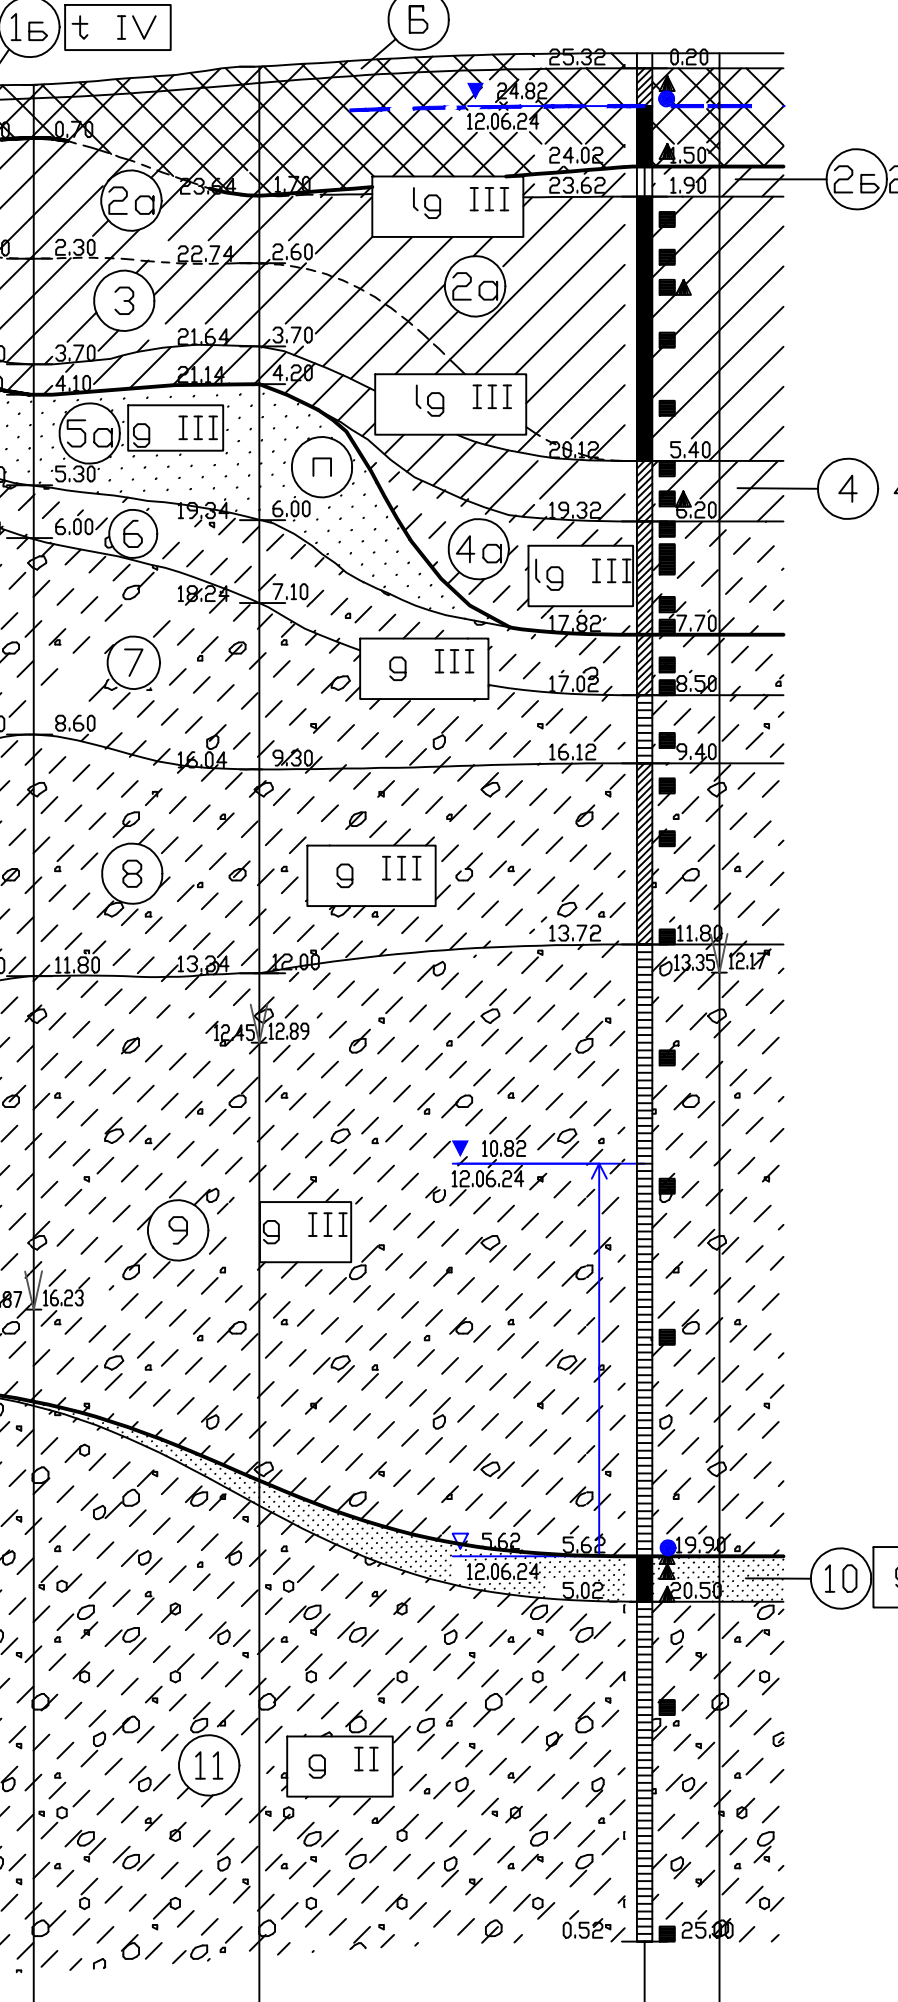 1Б t IV Б
25.32 0.20
24.82
12.06.24
0.70
24.02 1.50
23.64 1.70 23.62 1.90
2а lg III 2Б
2.30 22.74 2.60
3 2а
3.70 21.64 3.70
4.10 21.14 4.20
lg III
5а g III
п 20.12 5.40
5.30
4
6.00 19.34 6.00 19.32 6.20
6 4а
lg III
18.24 7.10
17.82 7.70
7 g III
17.02 8.50
8.60
16.04 9.30 16.12 9.40
8 g III
13.72 11.80
11.80 13.34 12.00 13.35 12.17
12.45 12.89
10.82
12.06.24
9 g III
.87 16.23
5.62 5.62 19.90
12.06.24
10
5.02 20.50
11 g II
0.52 25.00